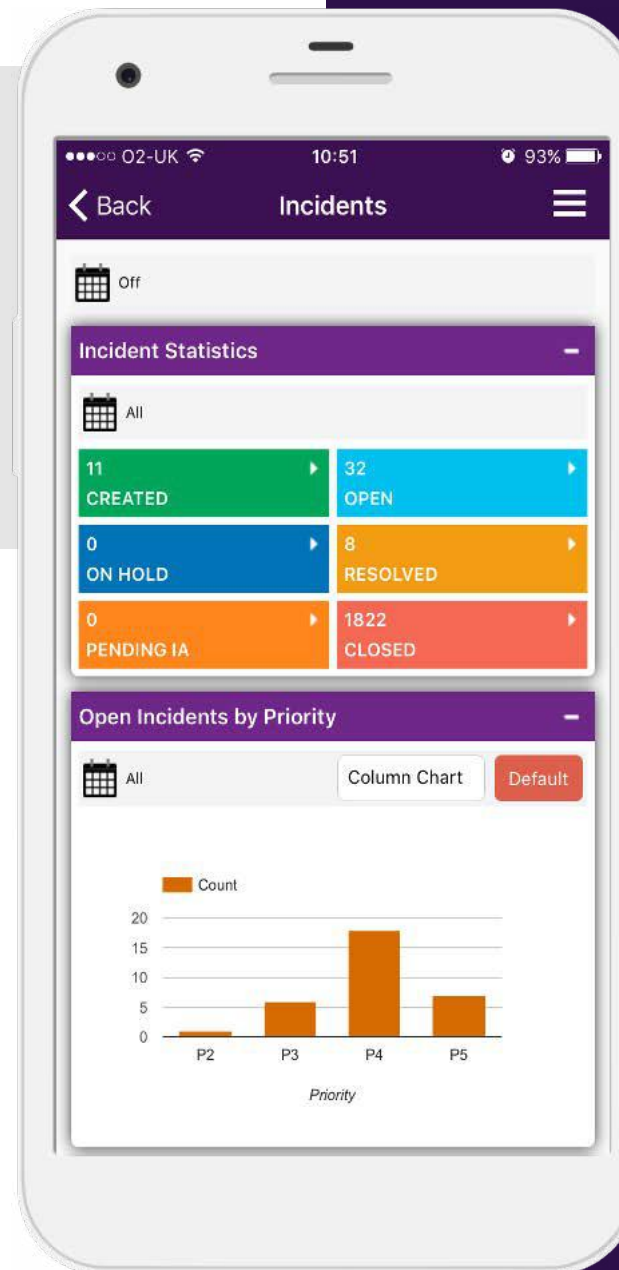 O2-UK 10:51 93%
Back Incidents
Off
Incident Statistics
All
11
CREATED
32
OPEN
0
ON HOLD
8
RESOLVED
0
PENDING IA
1822
CLOSED
Open Incidents by Priority
All Column Chart Default
Count
20
15
10
5
0
P2 P3 P4 P5
Priority